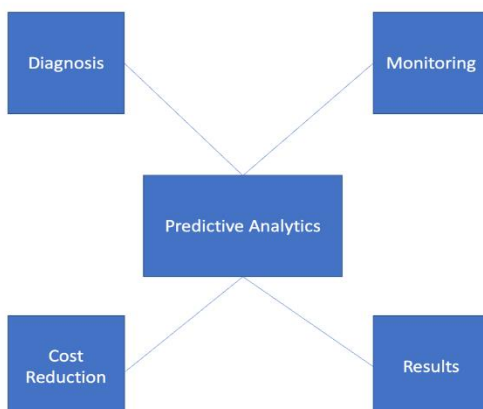 Diagnosis
Monitoring
Predictive Analytics
Cost
Reduction
Results